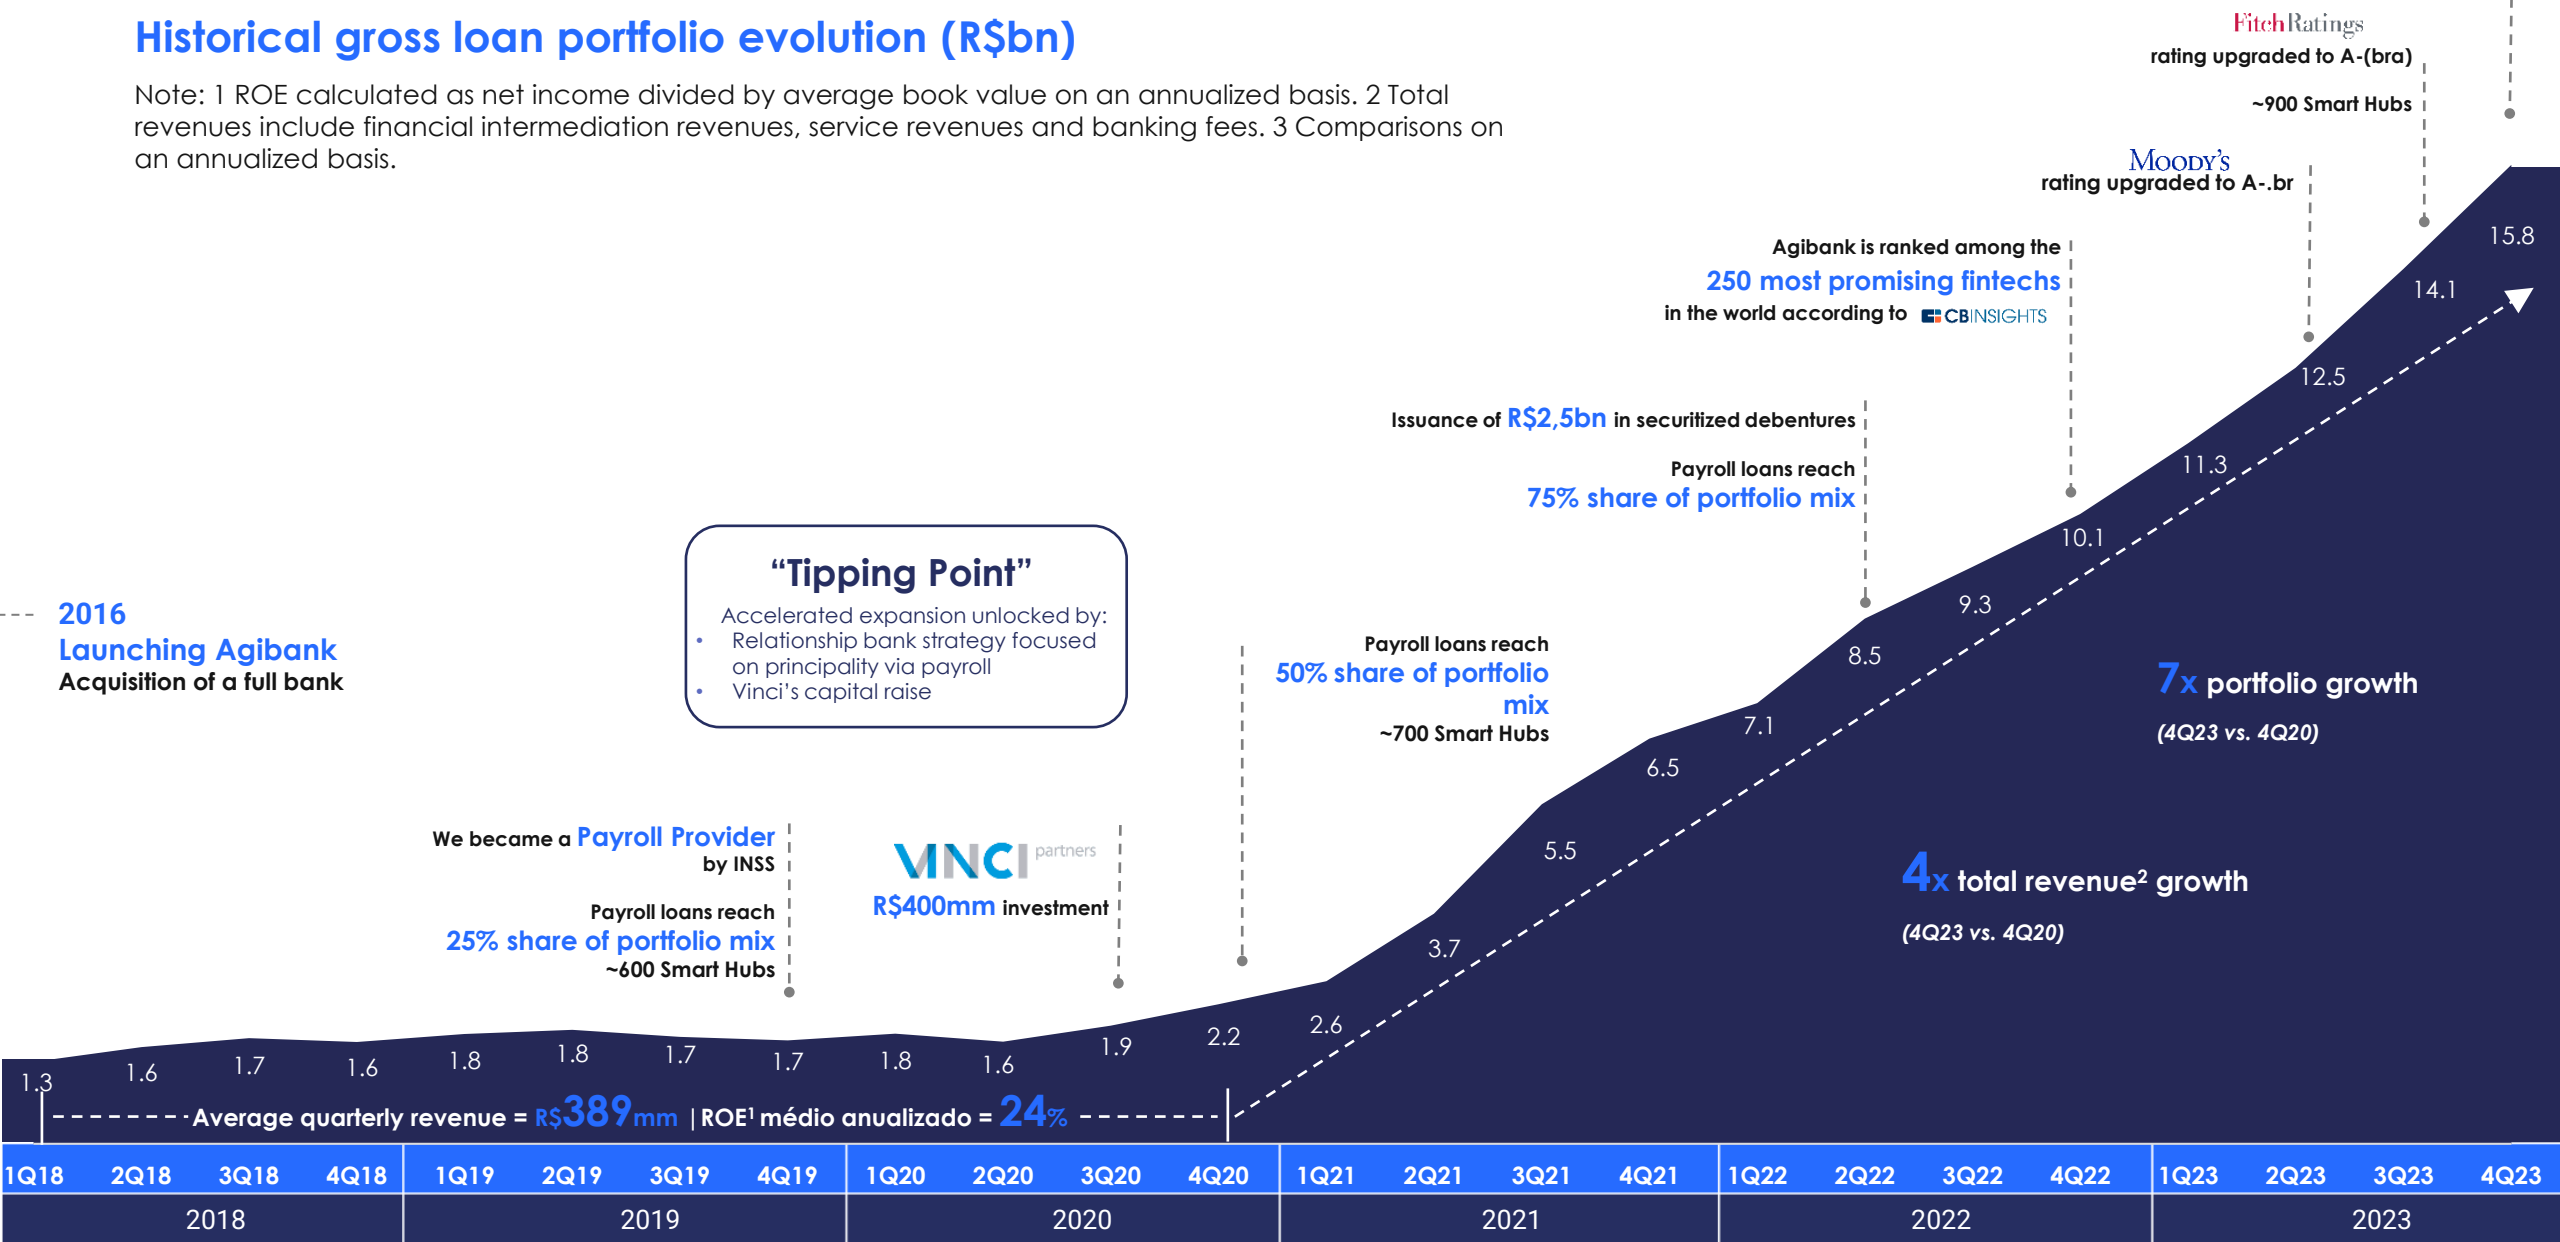 Historical gross loan portfolio evolution (R$bn)
Note: 1 ROE calculated as net income divided by average book value on an annualized basis. 2 Total
revenues include financial intermediation revenues, service revenues and banking fees. 3 Comparisons on
an annualized basis.
FitchRatings
rating upgraded to A-(bra)
~900 Smart Hubs
MOODY'S
rating upgraded to A-.br
Agibank is ranked among the
250 most promising fintechs
in the world according to CBINSIGHTS
Issuance of R$2,5bn in securitized debentures
Payroll loans reach
75% share of portfolio mix
“Tipping Point”
Accelerated expansion unlocked by:
• Relationship bank strategy focused
on principality via payroll
• Vinci’s capital raise
2016
Launching Agibank
Acquisition of a full bank
Payroll loans reach
50% share of portfolio
mix
~700 Smart Hubs
We became a Payroll Provider
by INSS
Payroll loans reach
25% share of portfolio mix
~600 Smart Hubs
VINCI partners
R$400mm investment
7x portfolio growth
(4Q23 vs. 4Q20)
4x total revenue² growth
(4Q23 vs. 4Q20)
1.3
1.6
1.7
1.6
1.8
1.8
1.7
1.7
1.8
1.6
1.9
2.2
2.6
3.7
5.5
6.5
7.1
8.5
9.3
10.1
11.3
12.5
14.1
15.8
Average quarterly revenue = R$389mm | ROE¹ médio anualizado = 24%
1Q18 2Q18 3Q18 4Q18 1Q19 2Q19 3Q19 4Q19 1Q20 2Q20 3Q20 4Q20 1Q21 2Q21 3Q21 4Q21 1Q22 2Q22 3Q22 4Q22 1Q23 2Q23 3Q23 4Q23
2018 2019 2020 2021 2022 2023